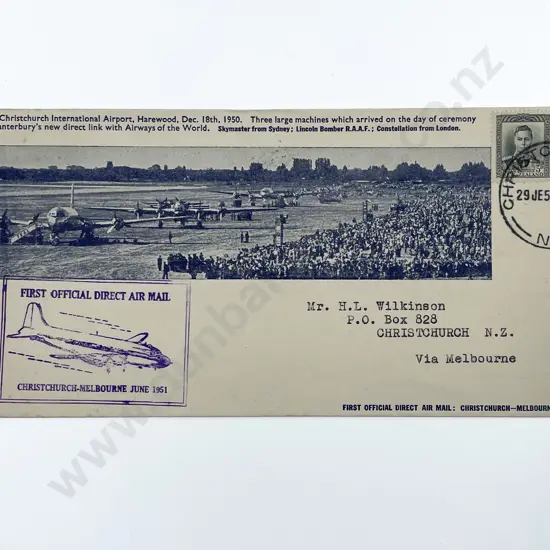 Christchurch International Airport, Harewood, Dec. 18th, 1950. Three large machines which arrived on the day of ceremony
anterbury's new direct link with Airways of the World. Skymaster from Sydney; Lincoln Bomber R.A.A.F.; Constellation from London.
29 JE 5
FIRST OFFICIAL DIRECT AIR MAIL
CHRISTCHURCH-MELBOURNE JUNE 1951
Mr. H.L. Wilkinson
P.O. Box 828
CHRISTCHURCH N.Z.
Via Melbourne
FIRST OFFICIAL DIRECT AIR MAIL: CHRISTCHURCH—MELBOURN